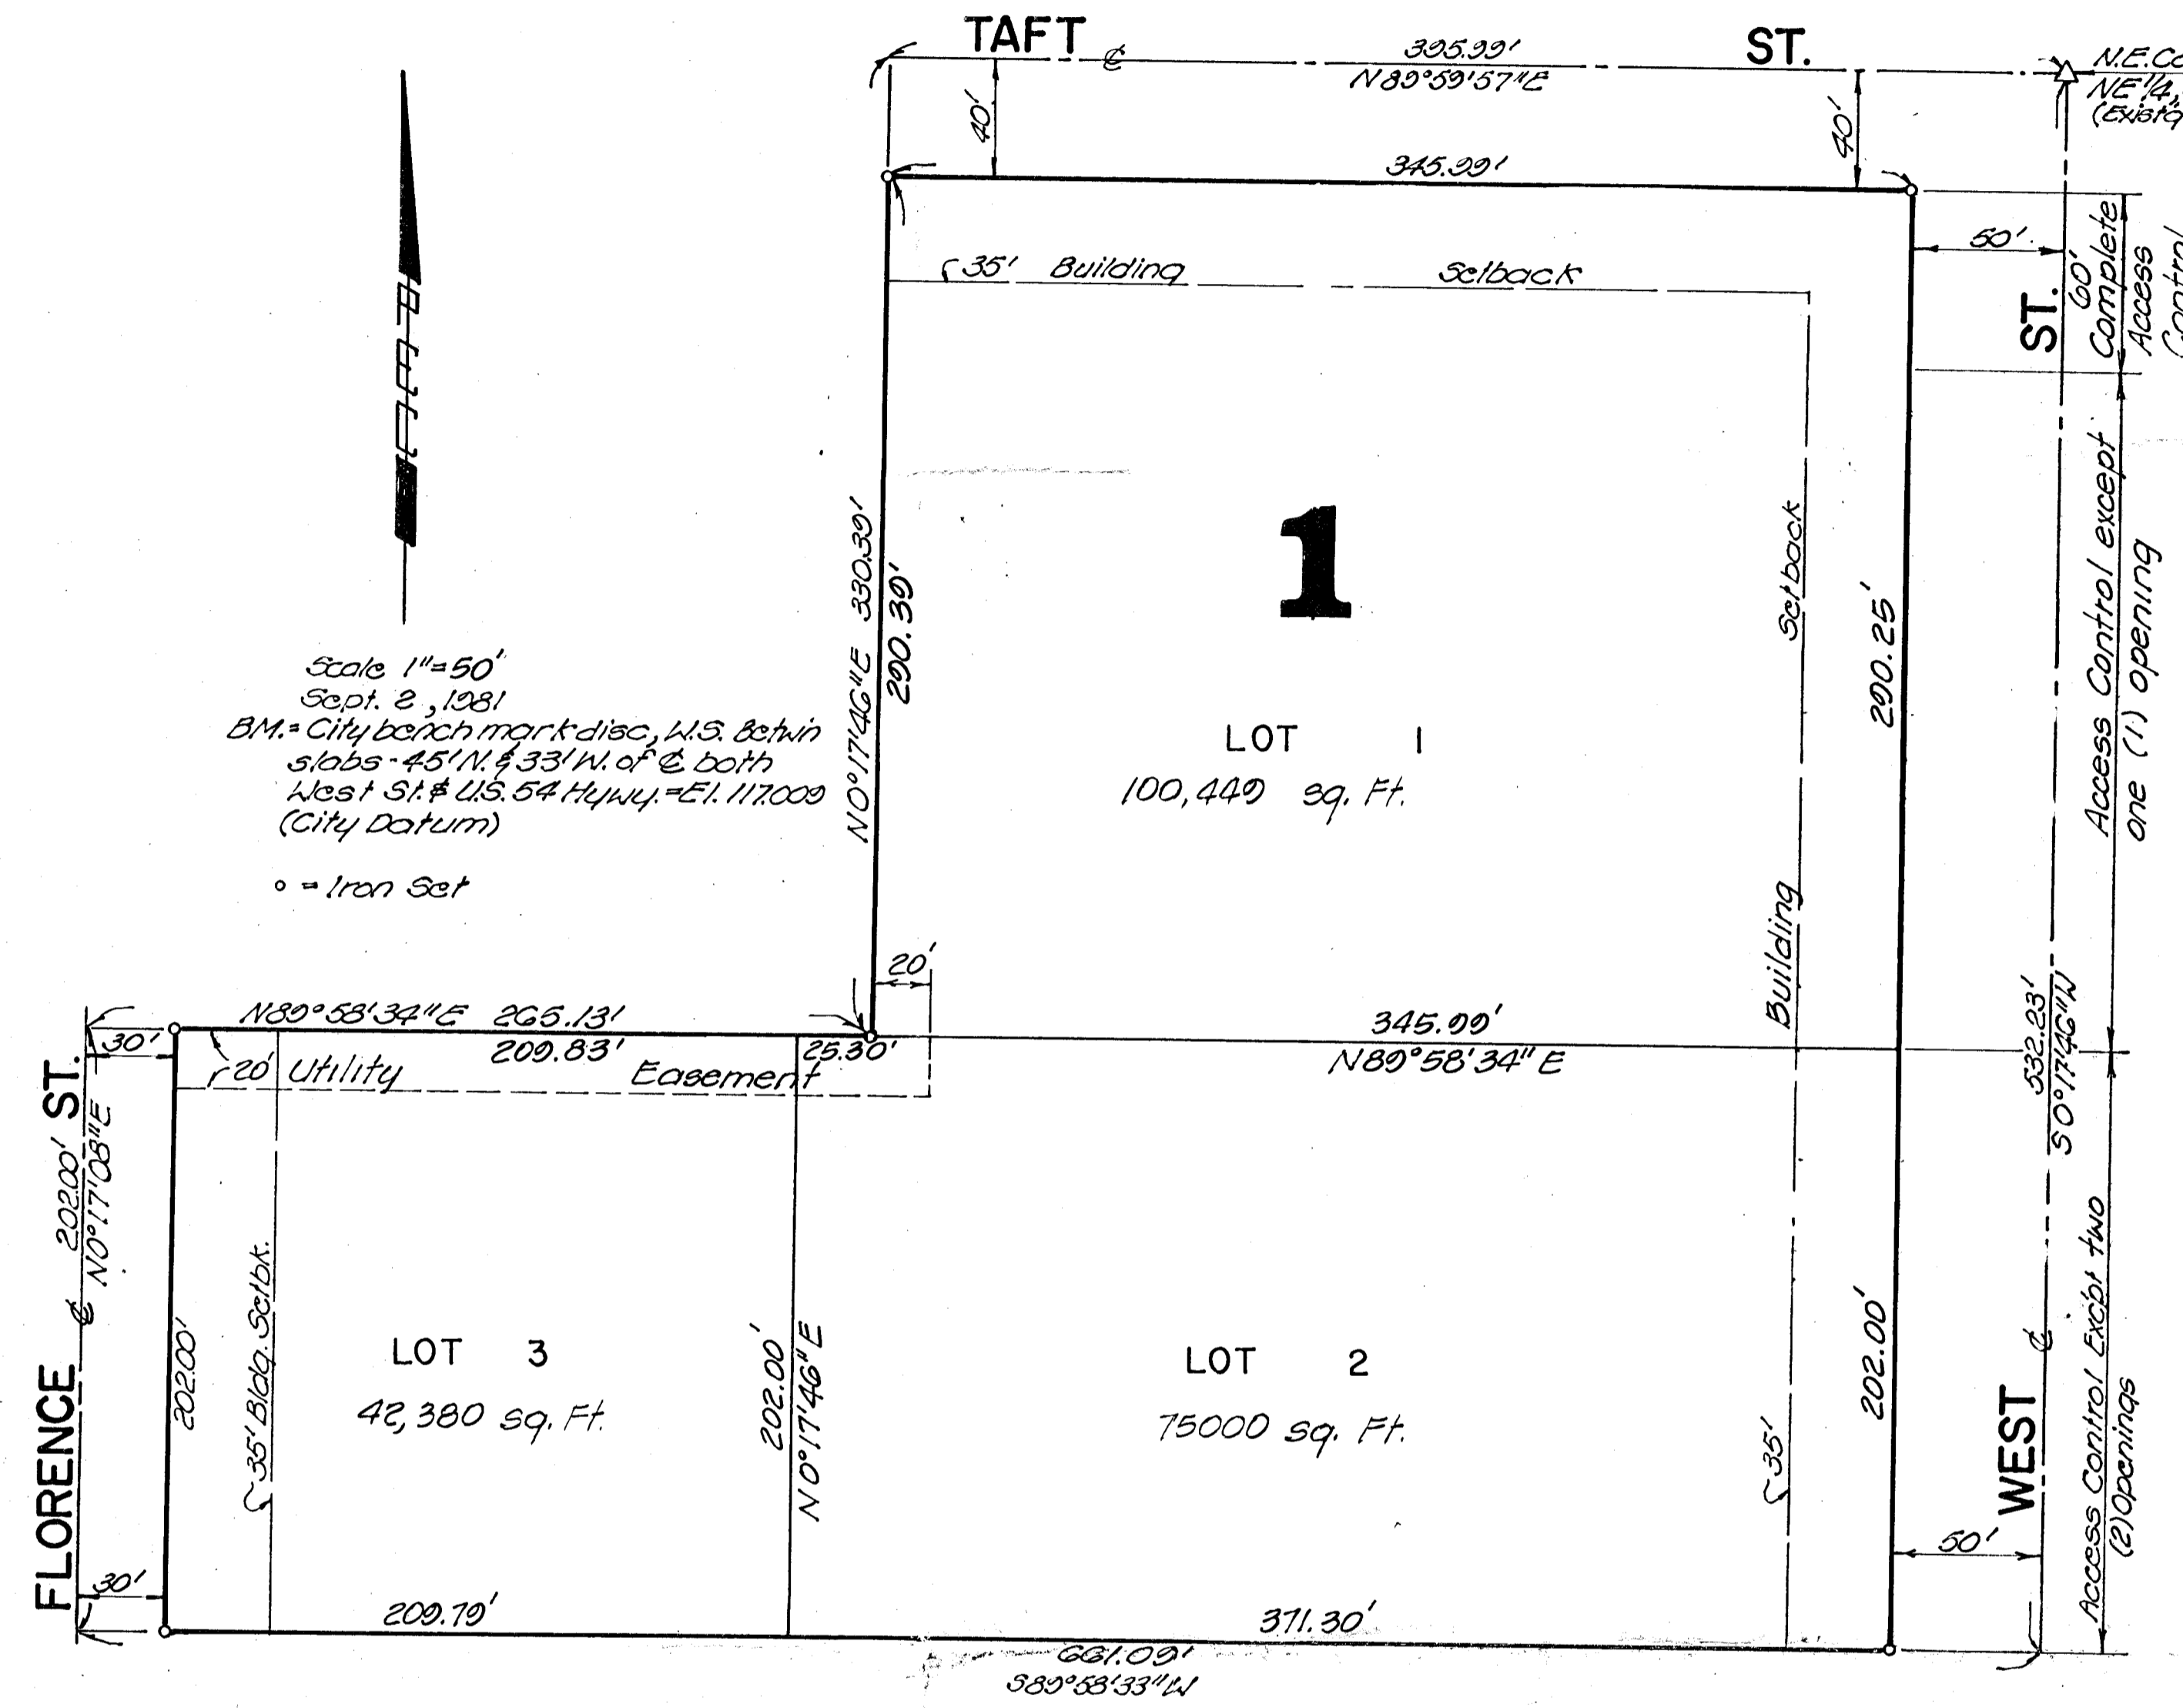 TAFT ℄ ST.
395.99'
N89°59'57"E
N.E.
NE 1/4,
40'
40'
345.99'
50'
60'
Complete
Access
Control
35' Building Setback
ST.
Access Control except
one (1) opening
Setback
Building
1
N0°17'46"E 330.39'
290.39'
290.25'
LOT 1
100,449 sq. Ft.
Scale 1"=50'
Sept. 2, 1981
BM.= City bench mark disc, W.S. Betw'n
slabs - 45' N. & 33' W. of ℄ both
West St. & U.S. 54 Hywy. = El. 117.009
(City Datum)
o = Iron Set
20'
N89°58'34"E 265.13'
30'
209.83'
25.30'
345.99'
N89°58'34"E
20' Utility Easement
532.23'
S0°17'46"W
FLORENCE ℄ ST.
202.00'
N0°17'08"E
202.00'
35' Bldg. Setbk.
LOT 3
42,380 sq. Ft.
202.00'
N0°17'46"E
LOT 2
75000 sq. Ft.
35'
202.00'
WEST ℄
Access Control Except two
(2) Openings
50'
30'
209.79'
371.30'
661.09'
S89°58'33"W